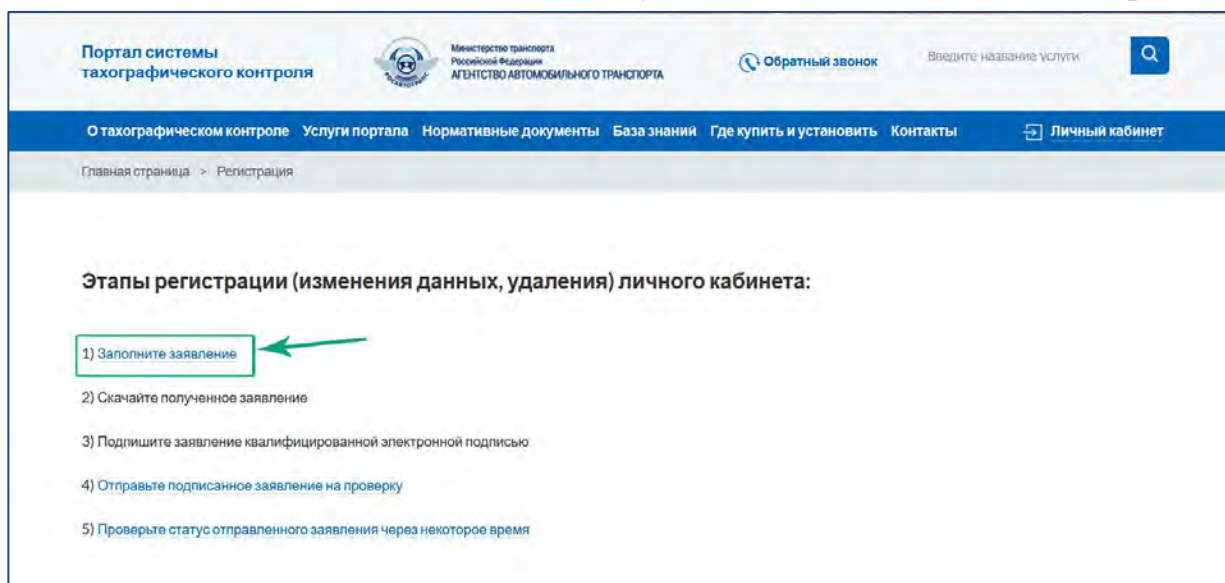 Портал системы
тахографического контроля
Министерство транспорта
Российской Федерации
АГЕНТСТВО АВТОМОБИЛЬНОГО ТРАНСПОРТА
РОСАВТОТРАНС
Обратный звонок
Введите название услуги
О тахографическом контроле Услуги портала Нормативные документы База знаний Где купить и установить Контакты Личный кабинет
Главная страница > Регистрация
Этапы регистрации (изменения данных, удаления) личного кабинета:
1) Заполните заявление
2) Скачайте полученное заявление
3) Подпишите заявление квалифицированной электронной подписью
4) Отправьте подписанное заявление на проверку
5) Проверьте статус отправленного заявления через некоторое время